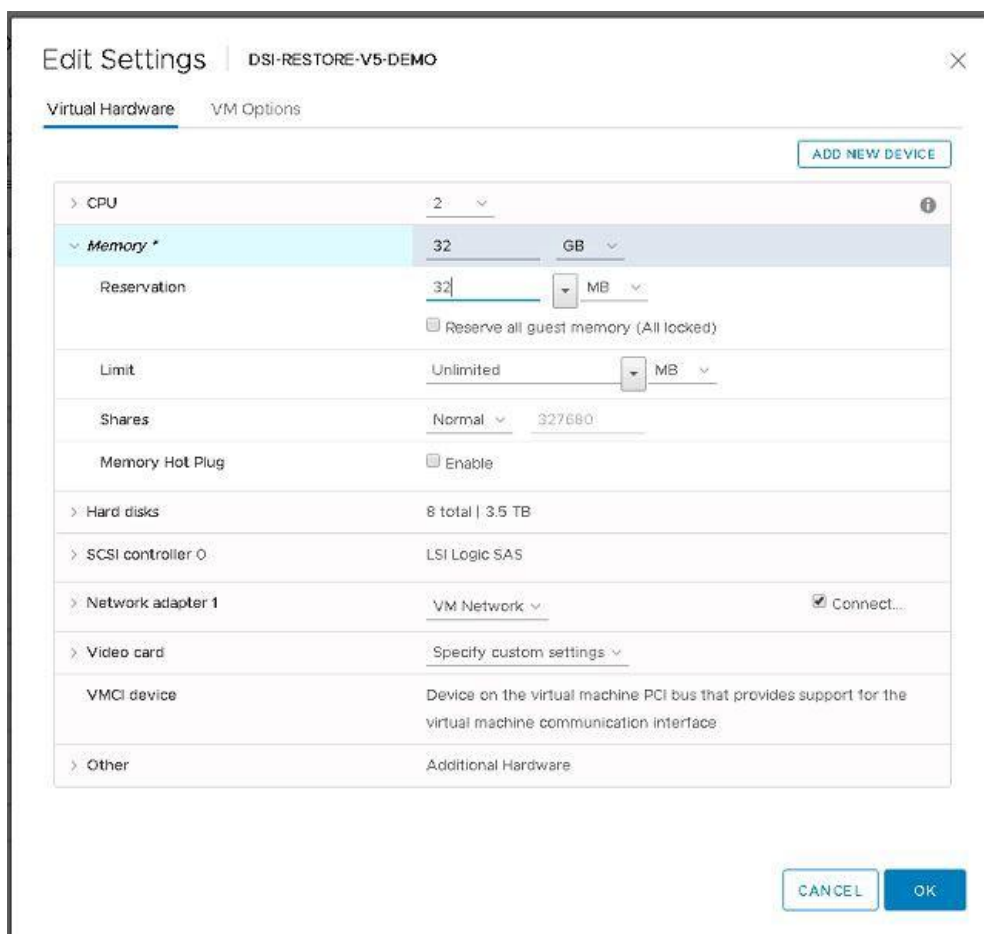 Edit Settings DSI-RESTORE-V5-DEMO
Virtual Hardware VM Options
ADD NEW DEVICE
CPU 2
Memory * 32 GB
Reservation 32 MB
Reserve all guest memory (All locked)
Limit Unlimited MB
Shares Normal 327680
Memory Hot Plug Enable
Hard disks 8 total | 3.5 TB
SCSI controller 0 LSI Logic SAS
Network adapter 1 VM Network Connect...
Video card Specify custom settings
VMCI device Device on the virtual machine PCI bus that provides support for the
virtual machine communication interface
Other Additional Hardware
CANCEL OK